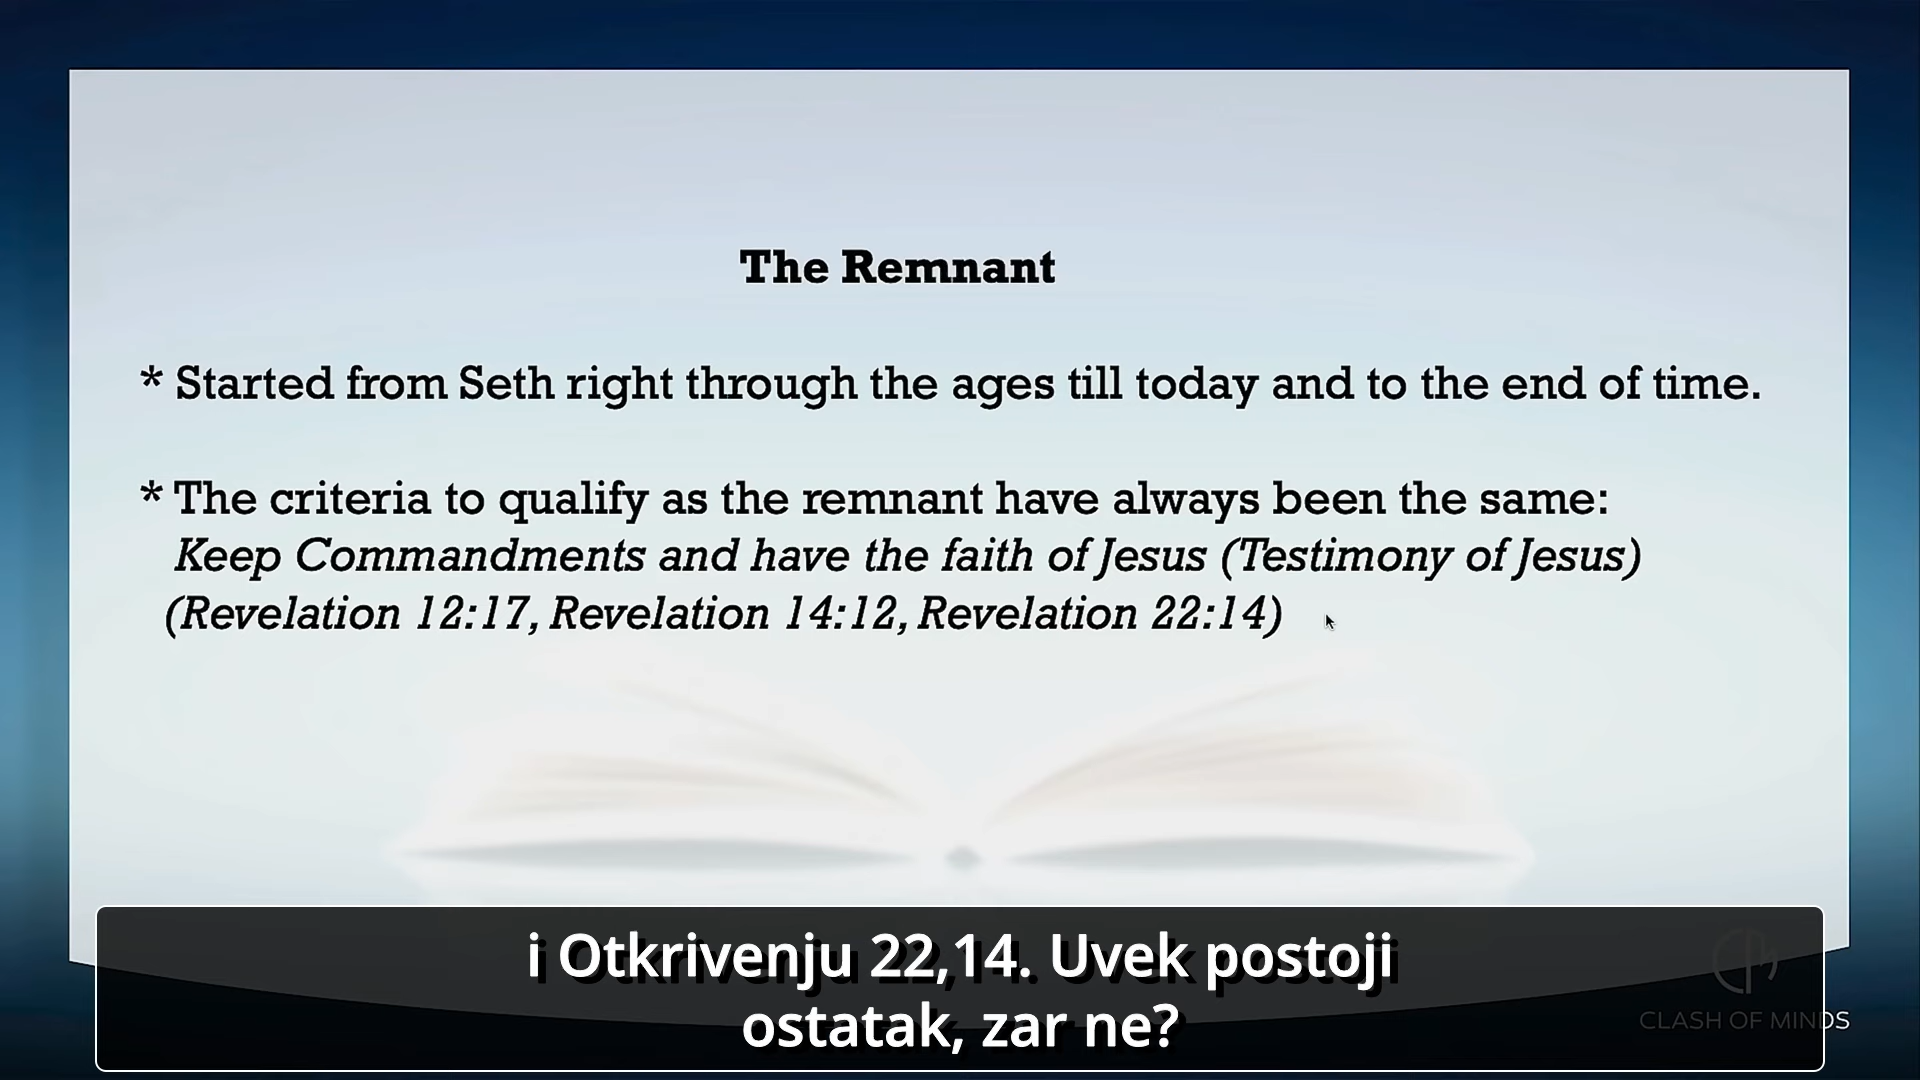 The Remnant
* Started from Seth right through the ages till today and to the end of time.
* The criteria to qualify as the remnant have always been the same:
Keep Commandments and have the faith of Jesus (Testimony of Jesus)
(Revelation 12:17, Revelation 14:12, Revelation 22:14)
i Otkrivenju 22,14. Uvek postoji
ostatak, zar ne?
CLASH OF MINDS